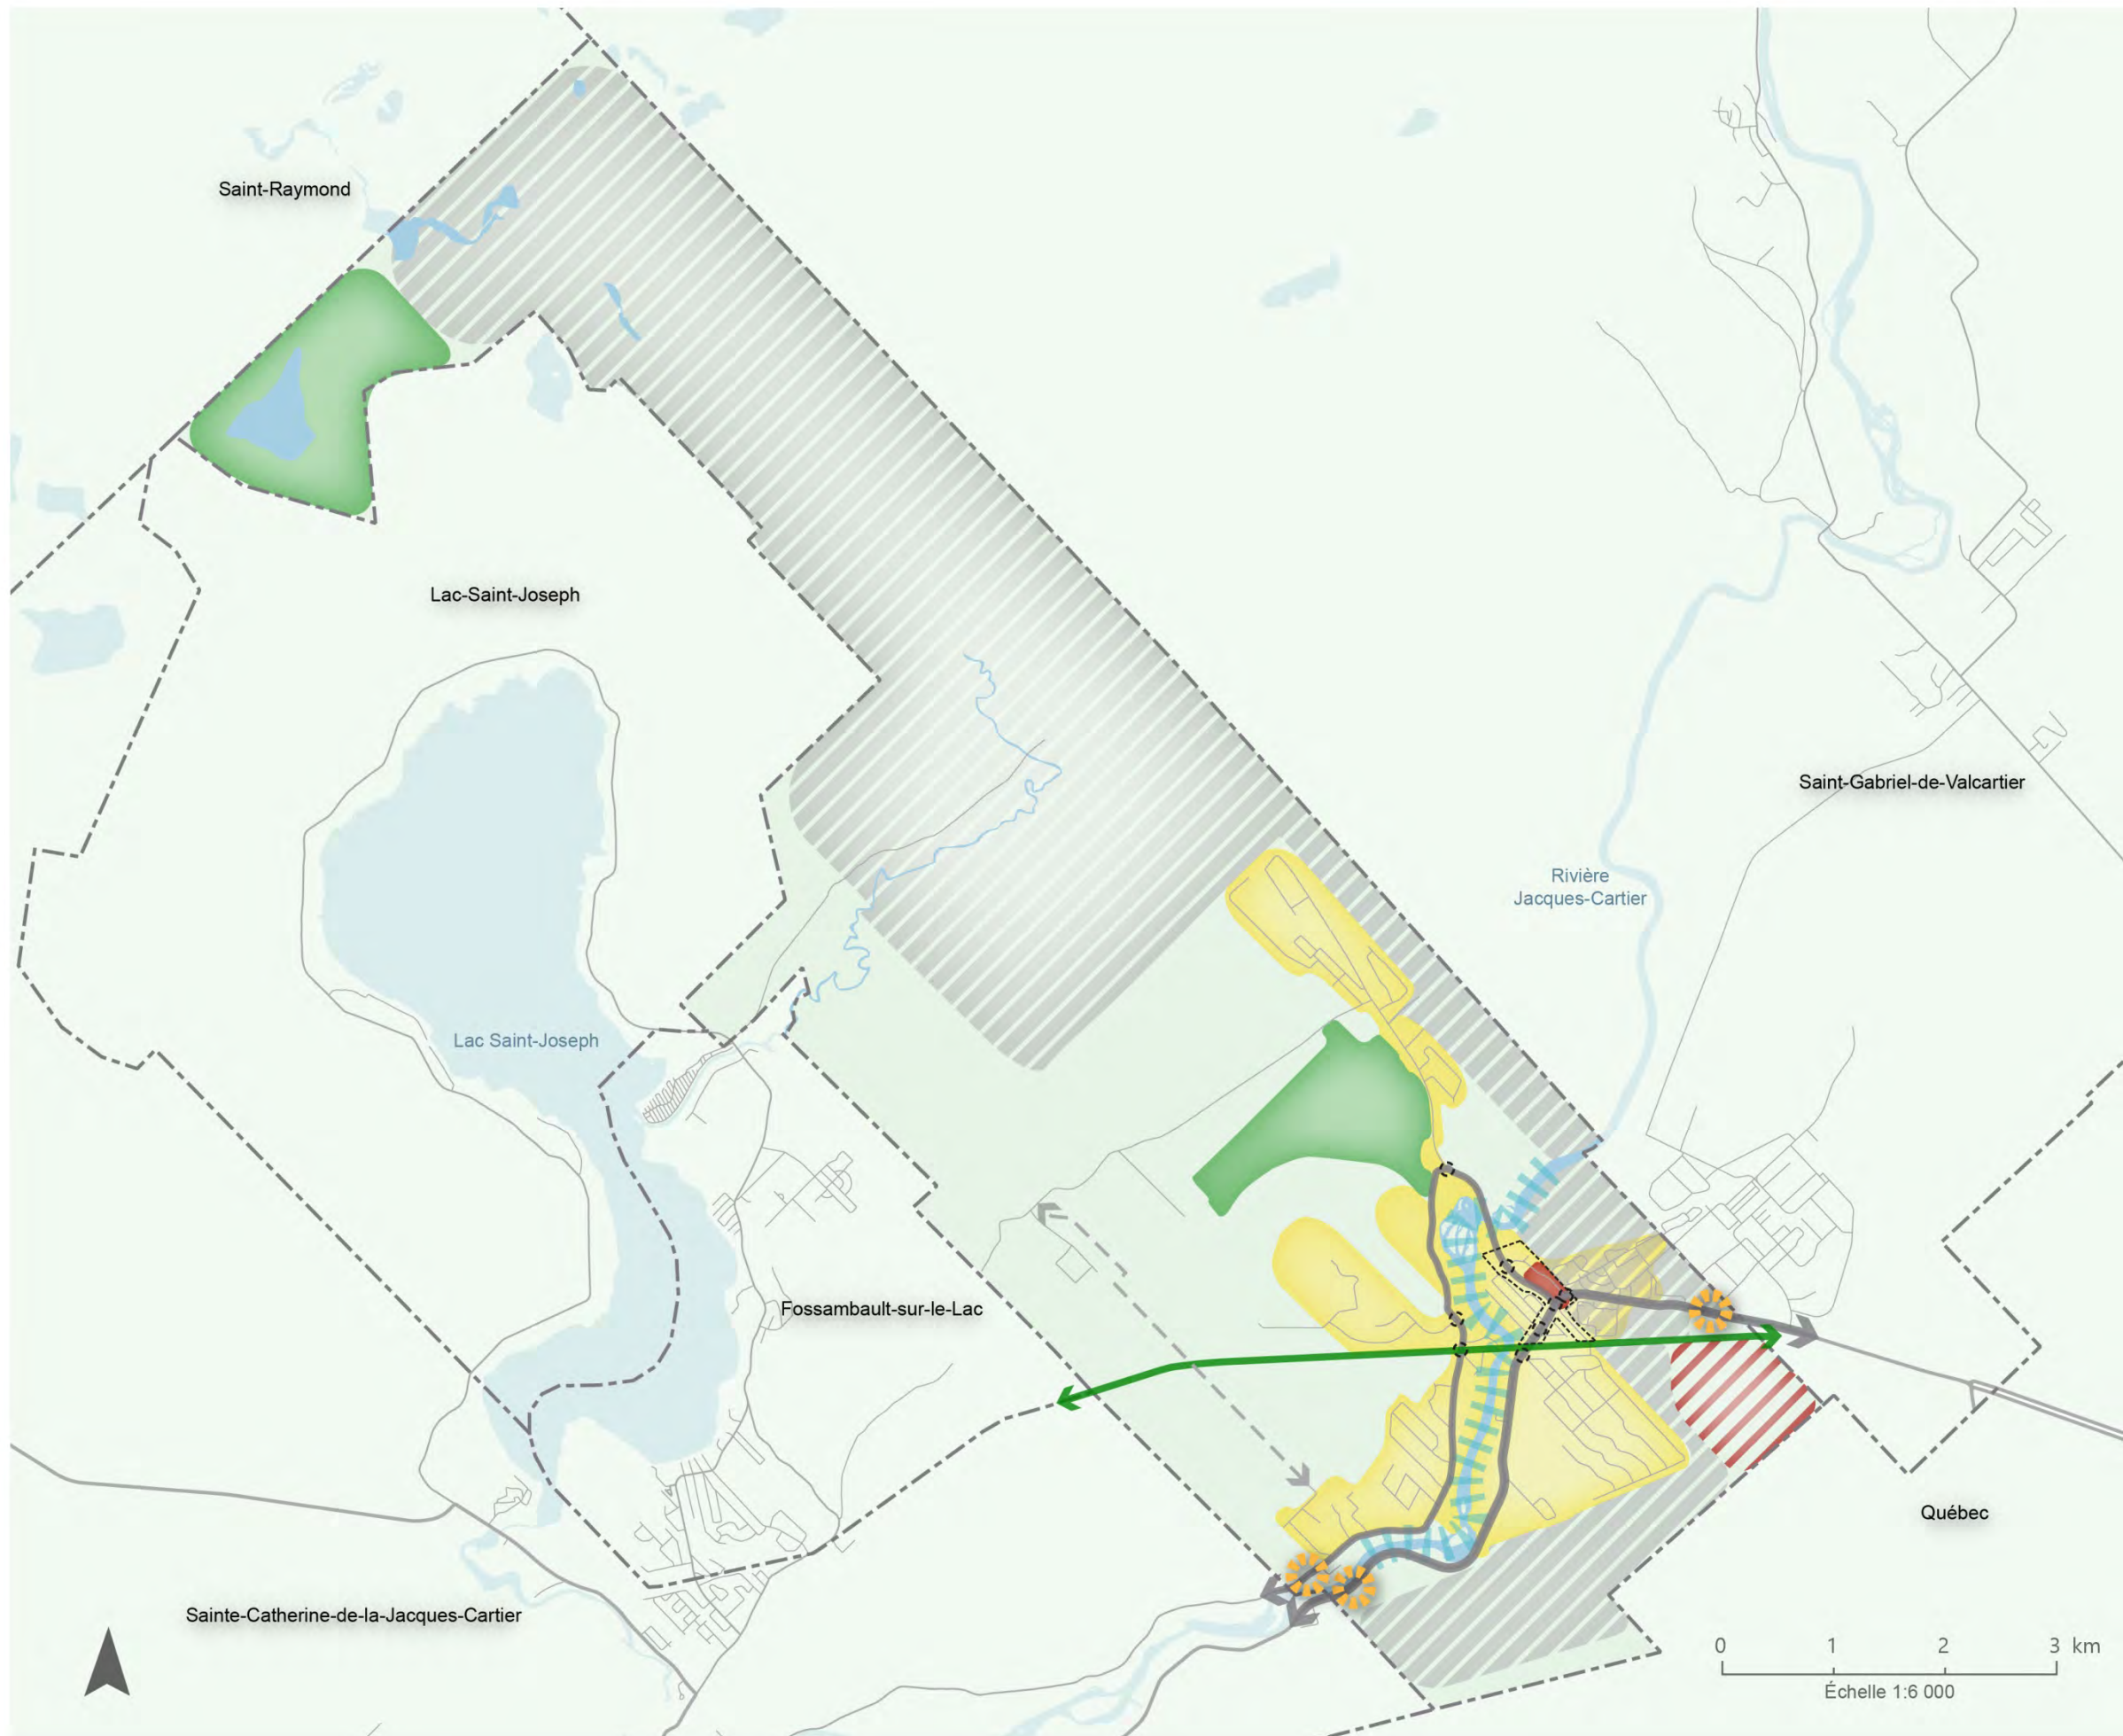 Saint-Raymond
Lac-Saint-Joseph
Saint-Gabriel-de-Valcartier
Rivière
Jacques-Cartier
Lac Saint-Joseph
Fossambault-sur-le-Lac
Québec
Sainte-Catherine-de-la-Jacques-Cartier
0 1 2 3 km
Échelle 1:6 000